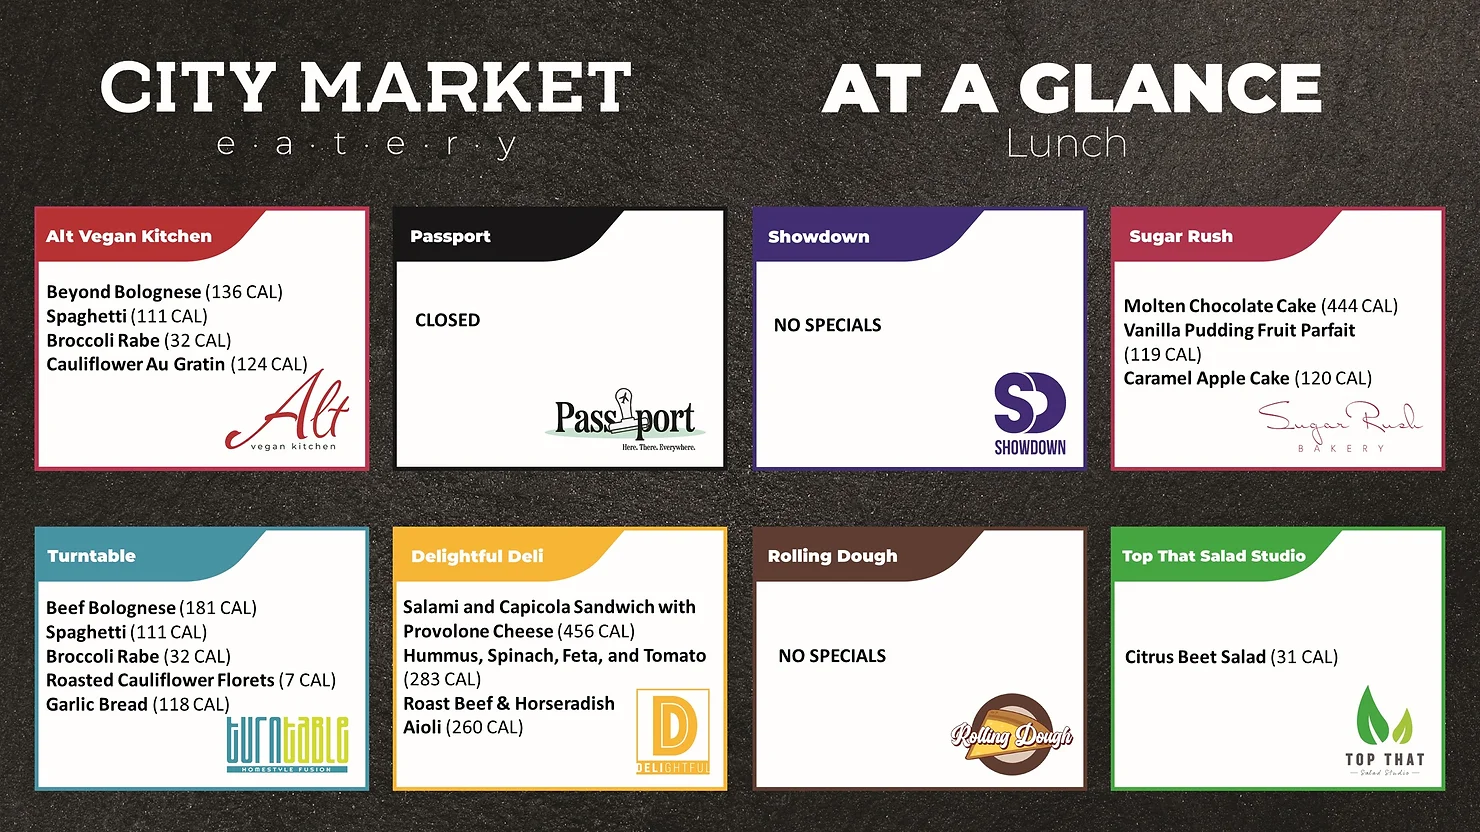 CITY MARKET
e·a·t·e·r·y
AT A GLANCE
Lunch
Alt Vegan Kitchen
Beyond Bolognese (136 CAL)
Spaghetti (111 CAL)
Broccoli Rabe (32 CAL)
Cauliflower Au Gratin (124 CAL)
Alt
vegan kitchen
Passport
CLOSED
Passport
Here. There. Everywhere.
Showdown
NO SPECIALS
SD
SHOWDOWN
Sugar Rush
Molten Chocolate Cake (444 CAL)
Vanilla Pudding Fruit Parfait
(119 CAL)
Caramel Apple Cake (120 CAL)
Sugar Rush
BAKERY
Turntable
Beef Bolognese (181 CAL)
Spaghetti (111 CAL)
Broccoli Rabe (32 CAL)
Roasted Cauliflower Florets (7 CAL)
Garlic Bread (118 CAL)
turntable
HOMESTYLE FUSION
Delightful Deli
Salami and Capicola Sandwich with
Provolone Cheese (456 CAL)
Hummus, Spinach, Feta, and Tomato
(283 CAL)
Roast Beef & Horseradish
Aioli (260 CAL)
D
DELIGHTFUL
Rolling Dough
NO SPECIALS
Rolling Dough
Top That Salad Studio
Citrus Beet Salad (31 CAL)
TOP THAT
Salad Studio